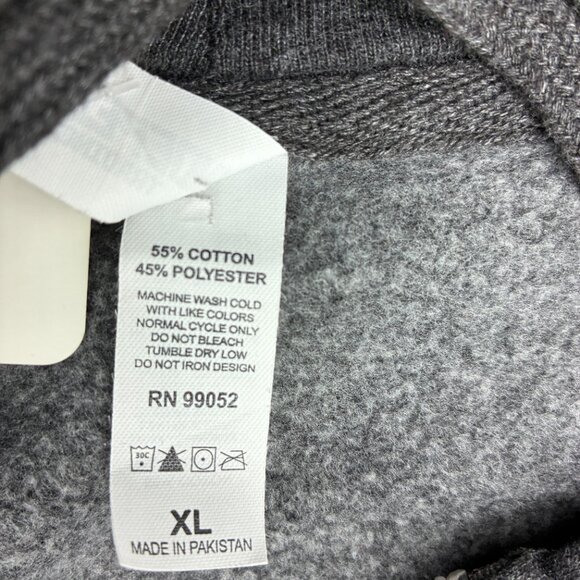 55% COTTON
45% POLYESTER
MACHINE WASH COLD
WITH LIKE COLORS
NORMAL CYCLE ONLY
DO NOT BLEACH
TUMBLE DRY LOW
DO NOT IRON DESIGN
RN 99052
30C
XL
MADE IN PAKISTAN